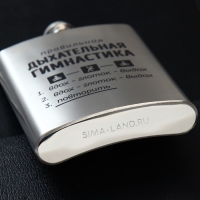 правильная
ДЫХАТЕЛЬНАЯ
ГИМНАСТИКА
1. вдох - глоток - выдох
2. вдох - глоток - выдох
3. повторить
SIMA-LAND.RU